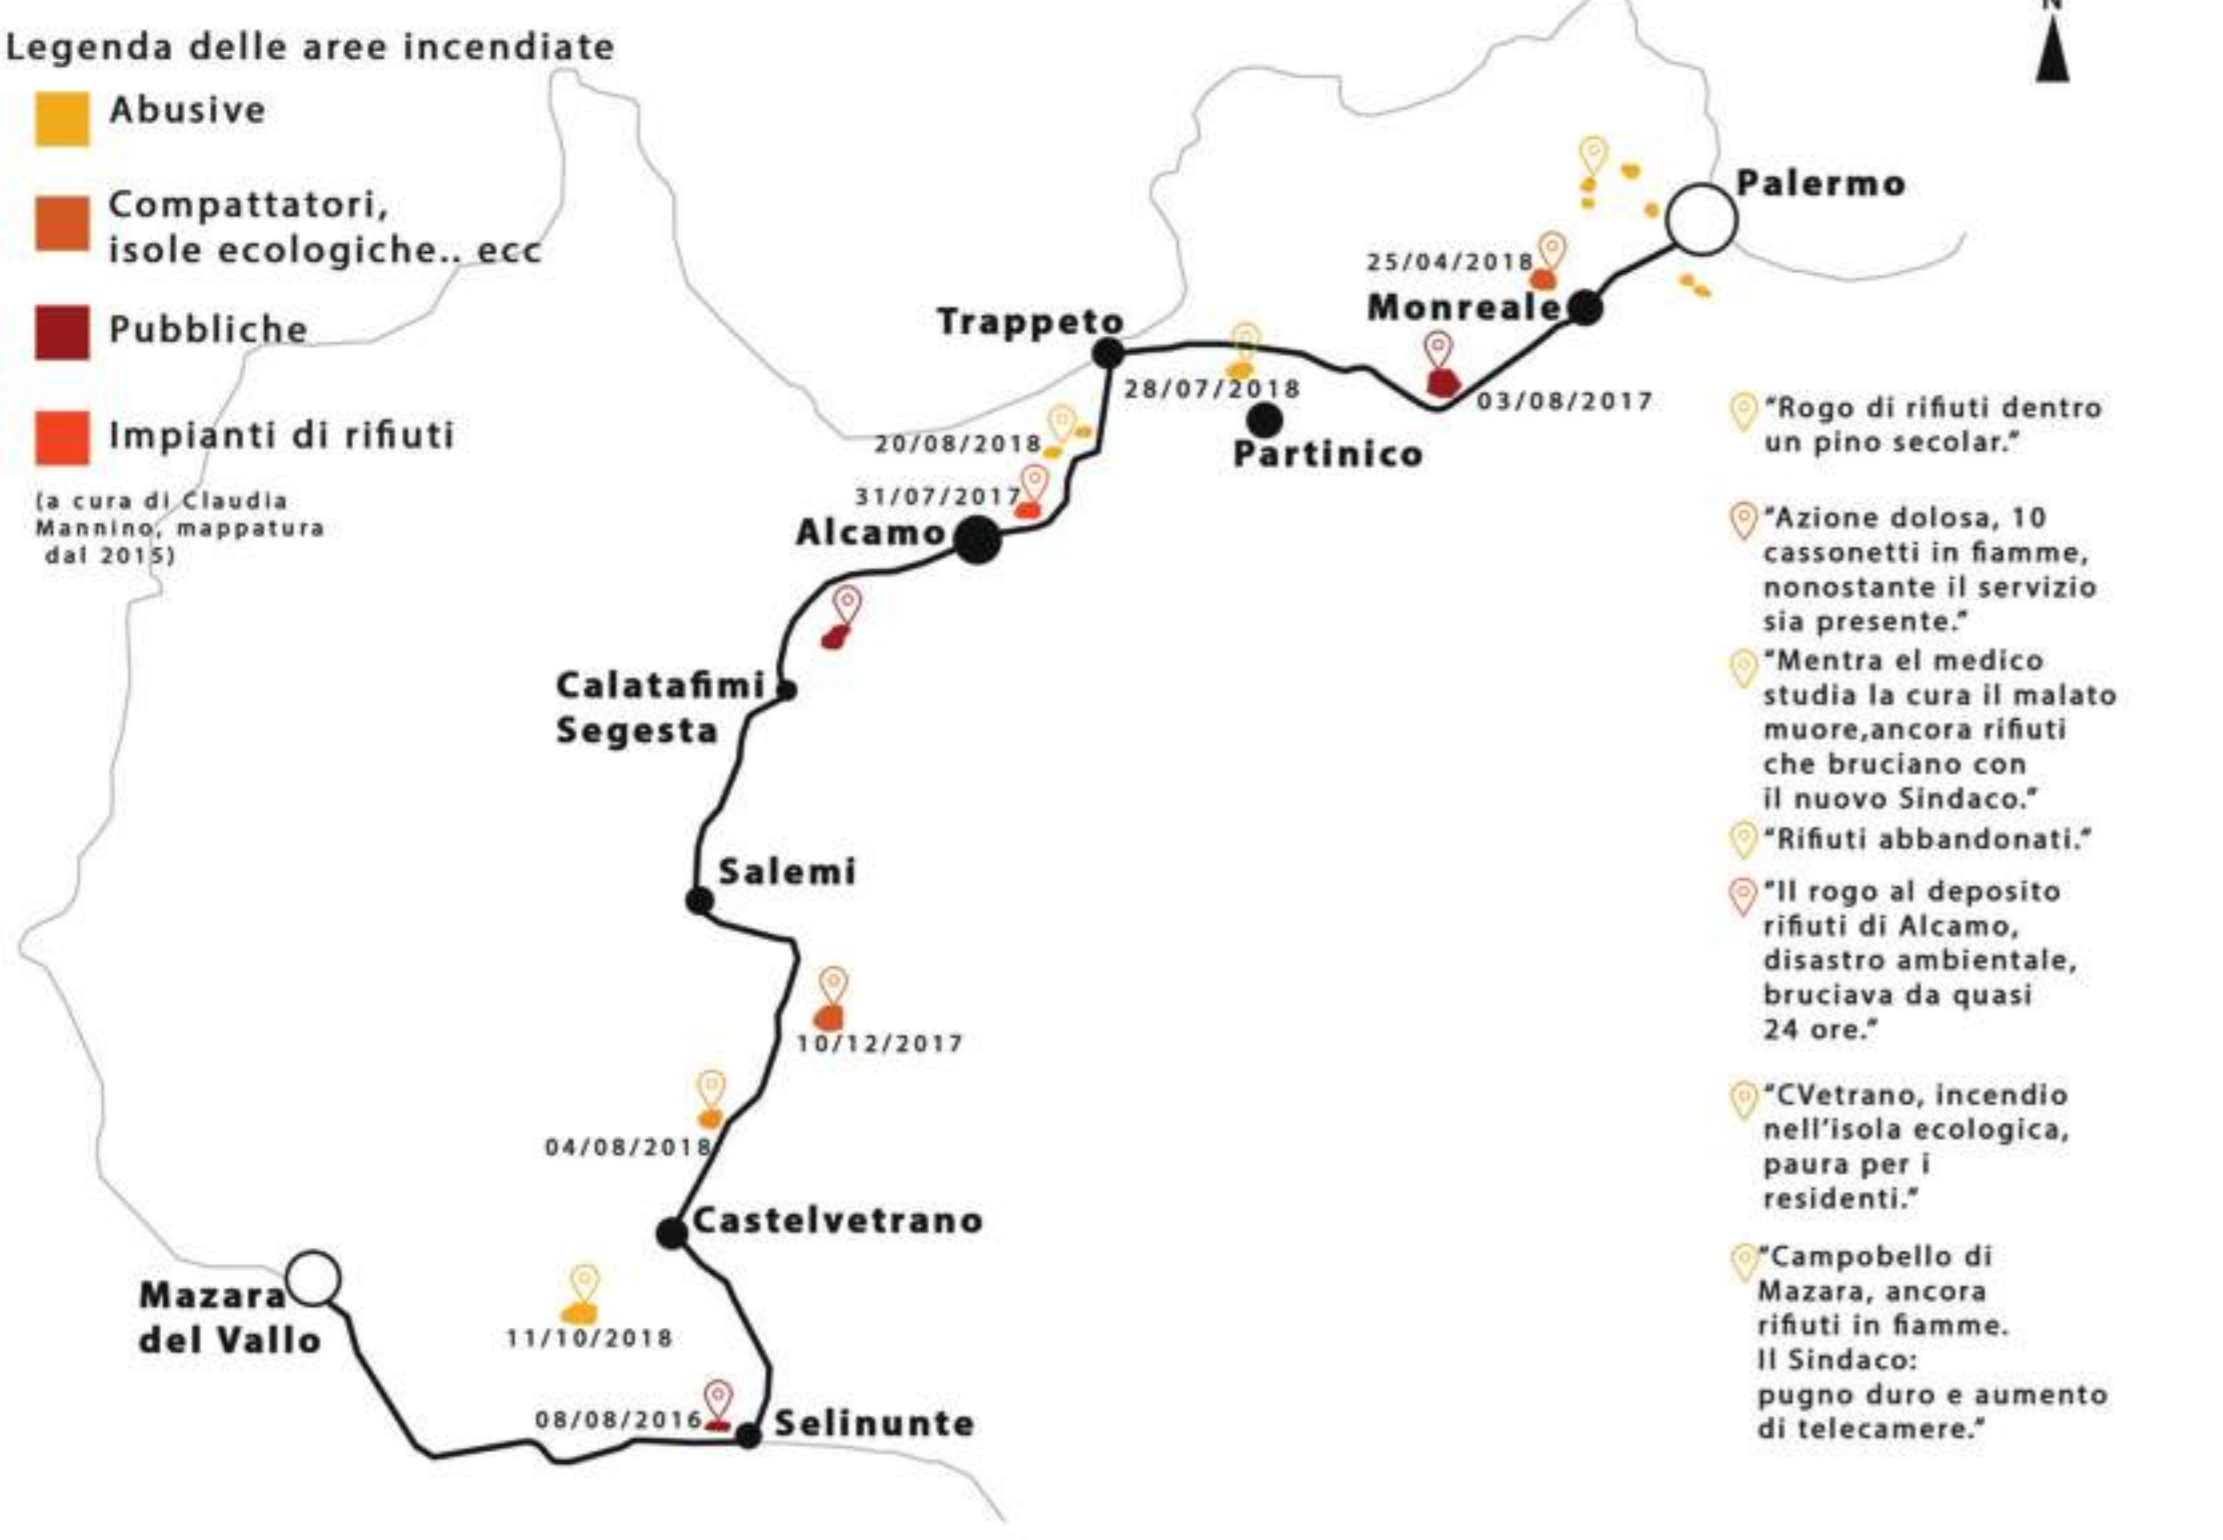 N
Legenda delle aree incendiate
Abusive
Compattatori,
isole ecologiche.. ecc
Pubbliche
Impianti di rifiuti
(a cura di Claudia
Mannino, mappatura
dal 2015)
Palermo
25/04/2018
Monreale
Trappeto
28/07/2018
03/08/2017
Partinico
20/08/2018
31/07/2017
Alcamo
Calatafimi
Segesta
Salemi
10/12/2017
04/08/2018
Castelvetrano
Mazara
del Vallo
11/10/2018
08/08/2016
Selinunte
"Rogo di rifiuti dentro
un pino secolar."
"Azione dolosa, 10
cassonetti in fiamme,
nonostante il servizio
sia presente."
"Mentra el medico
studia la cura il malato
muore,ancora rifiuti
che bruciano con
il nuovo Sindaco."
"Rifiuti abbandonati."
"Il rogo al deposito
rifiuti di Alcamo,
disastro ambientale,
bruciava da quasi
24 ore."
"CVetrano, incendio
nell'isola ecologica,
paura per i
residenti."
"Campobello di
Mazara, ancora
rifiuti in fiamme.
Il Sindaco:
pugno duro e aumento
di telecamere."